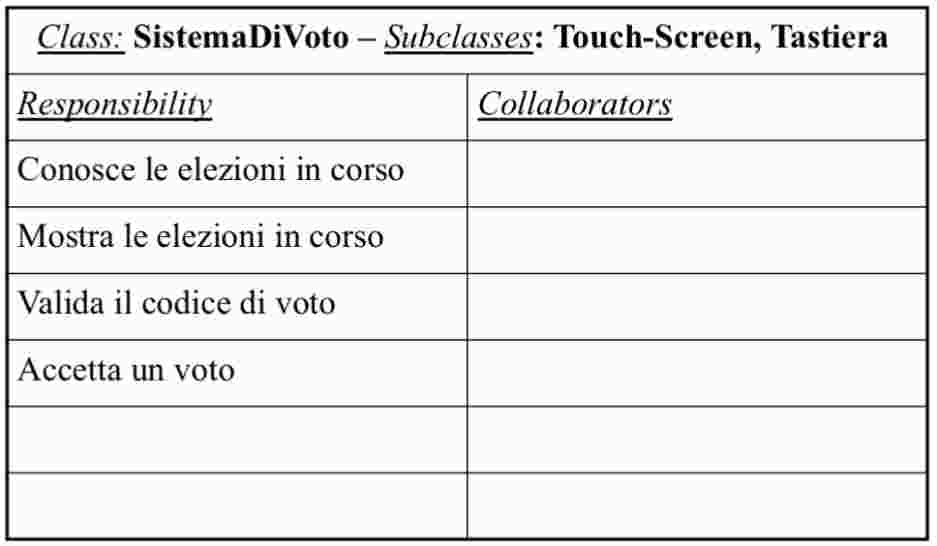 Class: SistemaDiVoto – Subclasses: Touch-Screen, Tastiera
Responsibility Collaborators
Conosce le elezioni in corso
Mostra le elezioni in corso
Valida il codice di voto
Accetta un voto